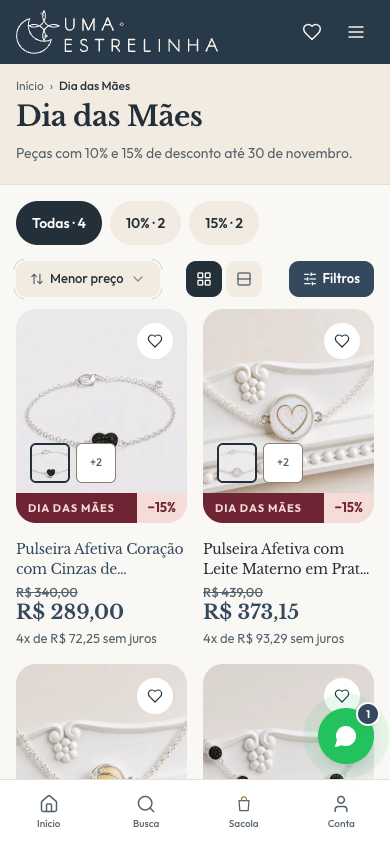 UMA
ESTRELINHA
Início › Dia das Mães
Dia das Mães
Peças com 10% e 15% de desconto até 30 de novembro.
Todas · 4
10% · 2
15% · 2
Menor preço
Filtros
+2
+2
DIA DAS MÃES
−15%
DIA DAS MÃES
−15%
Pulseira Afetiva Coração
com Cinzas de...
R$ 340,00
R$ 289,00
4x de R$ 72,25 sem juros
Pulseira Afetiva com
Leite Materno em Prat...
R$ 439,00
R$ 373,15
4x de R$ 93,29 sem juros
1
Início
Busca
Sacola
Conta